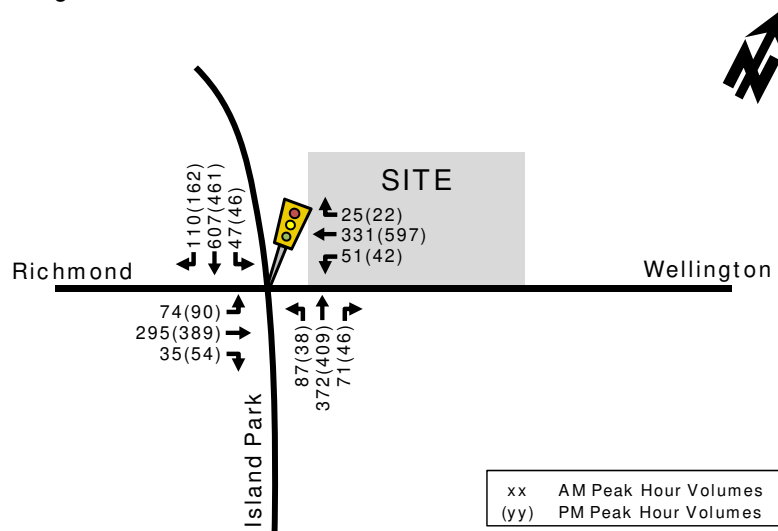 SITE
110(162)
607(461)
47(46)
25(22)
331(597)
51(42)
Richmond
Wellington
74(90)
295(389)
35(54)
87(38)
372(409)
71(46)
Island Park
xx AM Peak Hour Volumes
(yy) PM Peak Hour Volumes